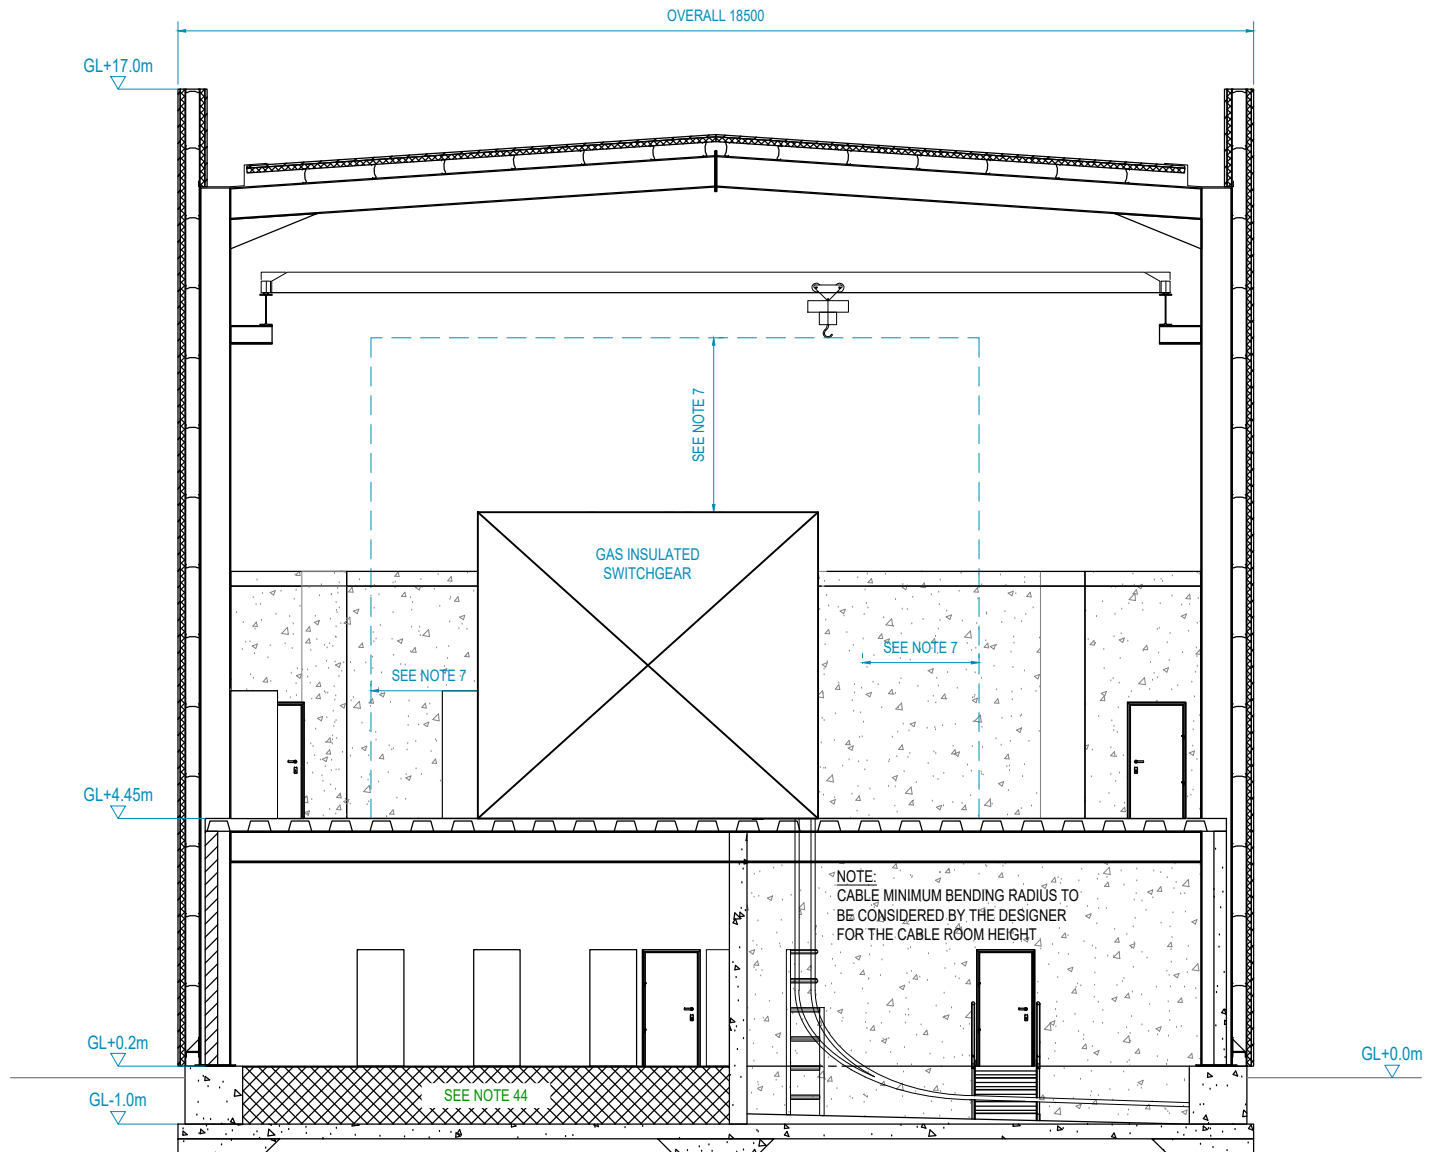 OVERALL 18500
GL+17.0m
SEE NOTE 7
GAS INSULATED
SWITCHGEAR
SEE NOTE 7
SEE NOTE 7
GL+4.45m
NOTE:
CABLE MINIMUM BENDING RADIUS TO
BE CONSIDERED BY THE DESIGNER
FOR THE CABLE ROOM HEIGHT
GL+0.2m
GL+0.0m
SEE NOTE 44
GL-1.0m